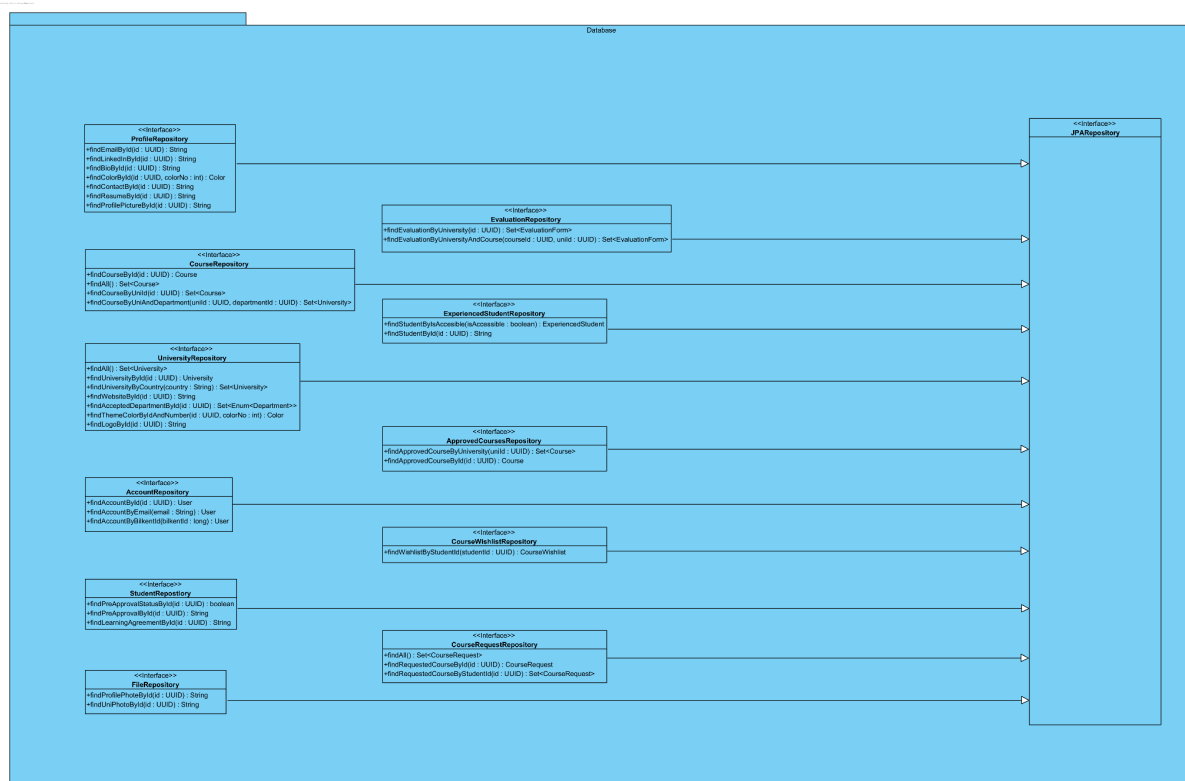 Database
<<Interface>>
ProfileRepository
+findEmailById(id : UUID) : String
+findLinkedInById(id : UUID) : String
+findBioById(id : UUID) : String
+findColorById(id : UUID, colorNo : int) : Color
+findContactById(id : UUID) : String
+findResumeById(id : UUID) : String
+findProfilePictureById(id : UUID) : String
<<Interface>>
JPARepository
<<Interface>>
EvaluationRepository
+findEvaluationByUniversity(id : UUID) : Set<EvaluationForm>
+findEvaluationByUniversityAndCourse(courseId : UUID, uniId : UUID) : Set<EvaluationForm>
<<Interface>>
CourseRepository
+findCourseById(id : UUID) : Course
+findAll() : Set<Course>
+findCourseByUniId(id : UUID) : Set<Course>
+findCourseByUniAndDepartment(uniId : UUID, departmentId : UUID) : Set<University>
<<Interface>>
ExperiencedStudentRepository
+findStudentByIsAccesible(isAccessible : boolean) : ExperiencedStudent
+findStudentById(id : UUID) : String
<<Interface>>
UniversityRepository
+findAll() : Set<University>
+findUniversityById(id : UUID) : University
+findUniversityByCountry(country : String) : Set<University>
+findWebsiteById(id : UUID) : String
+findAcceptedDepartmentById(id : UUID) : Set<Enum<Department>>
+findThemeColorByIdAndNumber(id : UUID, colorNo : int) : Color
+findLogoById(id : UUID) : String
<<Interface>>
ApprovedCoursesRepository
+findApprovedCourseByUniversity(uniId : UUID) : Set<Course>
+findApprovedCourseById(id : UUID) : Course
<<Interface>>
AccountRepository
+findAccountById(id : UUID) : User
+findAccountByEmail(email : String) : User
+findAccountByBilkentId(bilkentId : long) : User
<<Interface>>
CourseWishlistRepository
+findWishlistByStudentId(studentId : UUID) : CourseWishlist
<<Interface>>
StudentRepostiory
+findPreApprovalStatusById(id : UUID) : boolean
+findPreApprovalById(id : UUID) : String
+findLearningAgreementById(id : UUID) : String
<<Interface>>
CourseRequestRepository
+findAll() : Set<CourseRequest>
+findRequestedCourseById(id : UUID) : CourseRequest
+findRequestedCourseByStudentId(id : UUID) : Set<CourseRequest>
<<Interface>>
FileRepository
+findProfilePhoteById(id : UUID) : String
+findUniPhotoById(id : UUID) : String